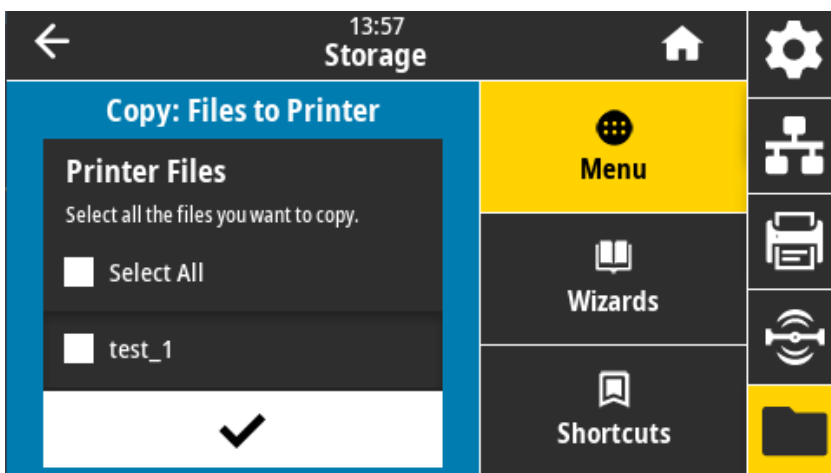 13:57
Storage
Copy: Files to Printer
Printer Files
Select all the files you want to copy.
Select All
test_1
Menu
Wizards
Shortcuts